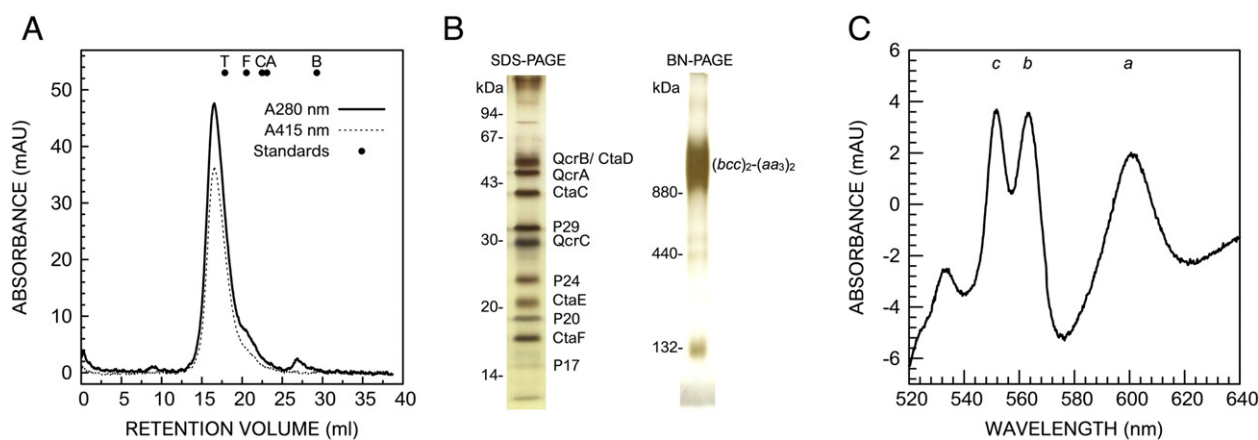 A
T F CA B
A280 nm
A415 nm
Standards
ABSORBANCE (mAU)
50
40
30
20
10
0
0 5 10 15 20 25 30 35 40
RETENTION VOLUME (ml)
B
SDS-PAGE
kDa
94-
67-
43-
30-
20-
14-
QcrB/ CtaD
QcrA
CtaC
P29
QcrC
P24
CtaE
P20
CtaF
P17
BN-PAGE
kDa
880-
440-
132-
(bcc)₂-(aa₃)₂
C
c b a
ABSORBANCE (mAU)
6
4
2
0
-2
-4
-6
520 540 560 580 600 620 640
WAVELENGTH (nm)